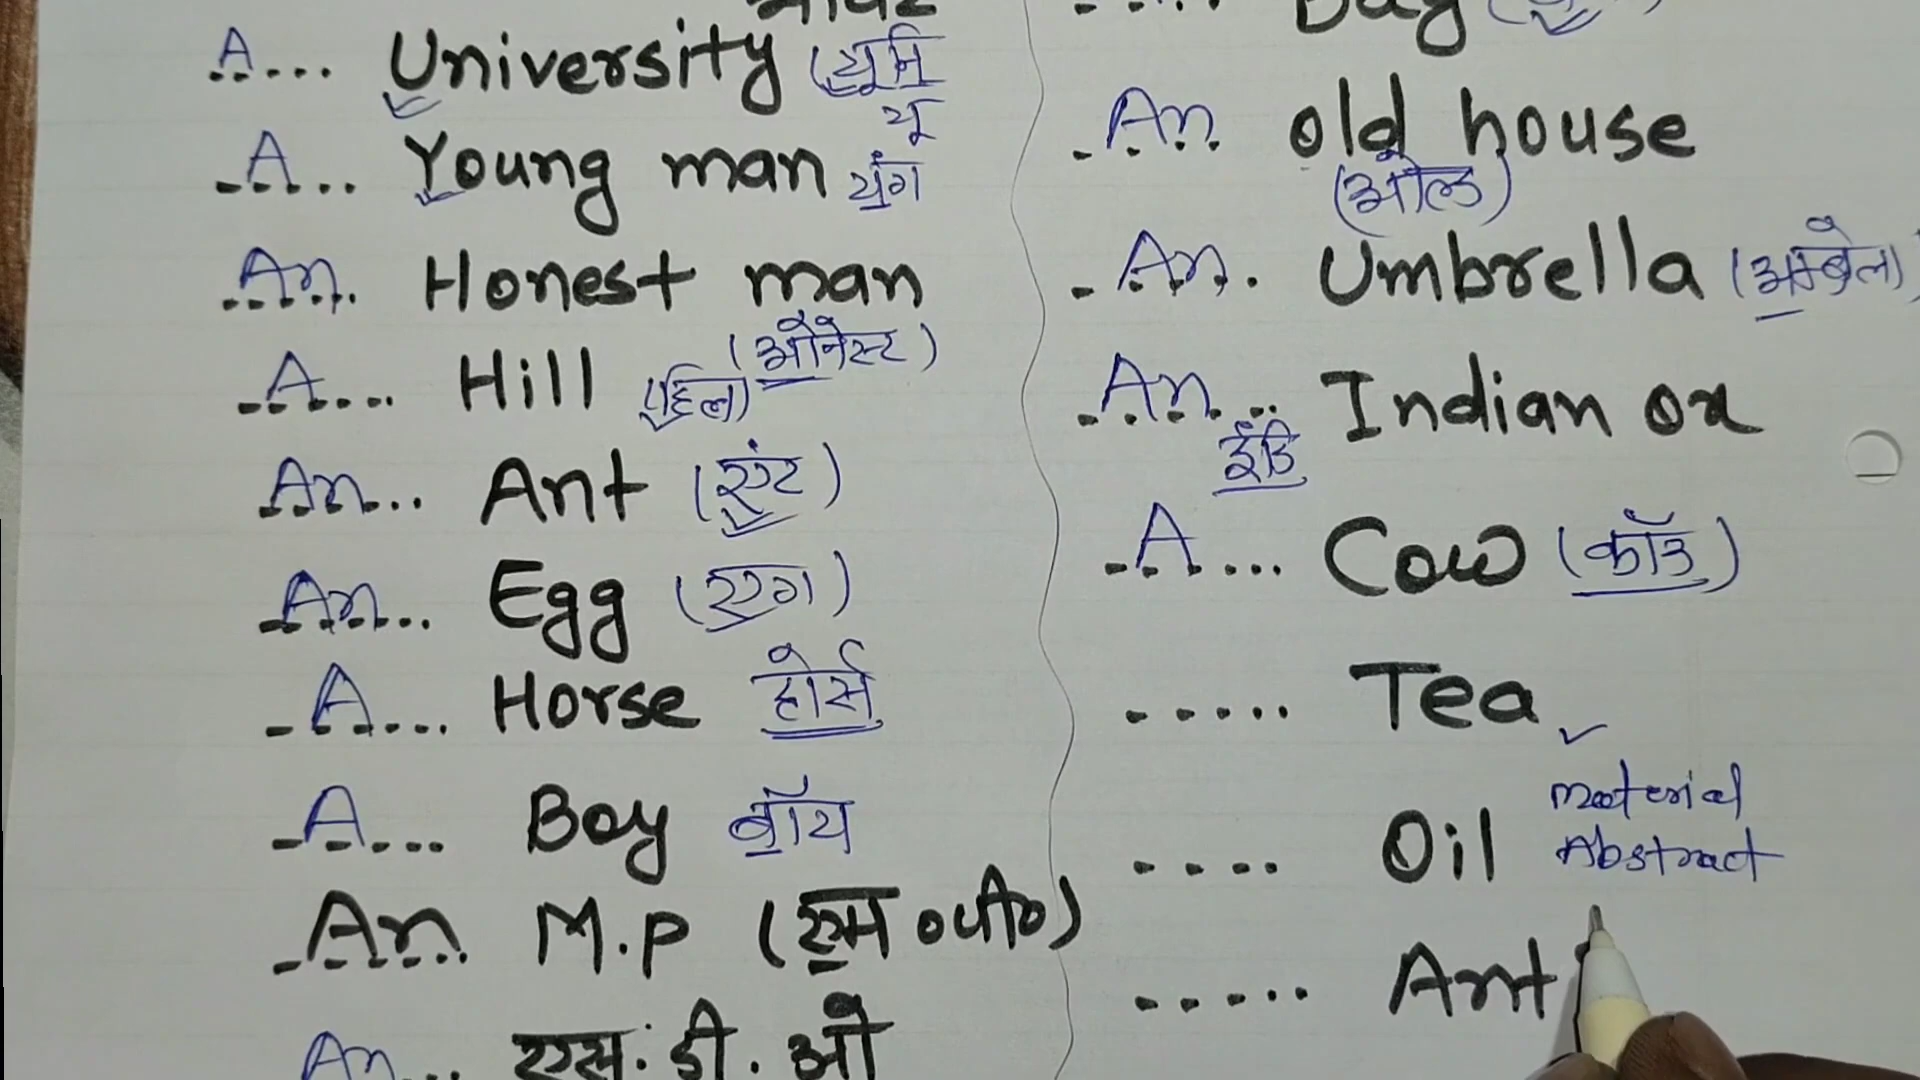 A.... University (यूनि
यू
A... Young man यंग
An. Honest man
(ऑनेस्ट)
A... Hill (हिल)
An.. Ant (एंट)
An.. Egg (एग)
A.... Horse होर्स
A... Boy बॉय
An. M.P (एम०पी०)
An... एस. डी. ओ
An. old house
(ओल्ड)
An. Umbrella (अम्ब्रेला)
An... Indian ox
इंडि
A... Cow (कॉउ)
..... Tea
Material
.... Oil Abstract
..... Ant